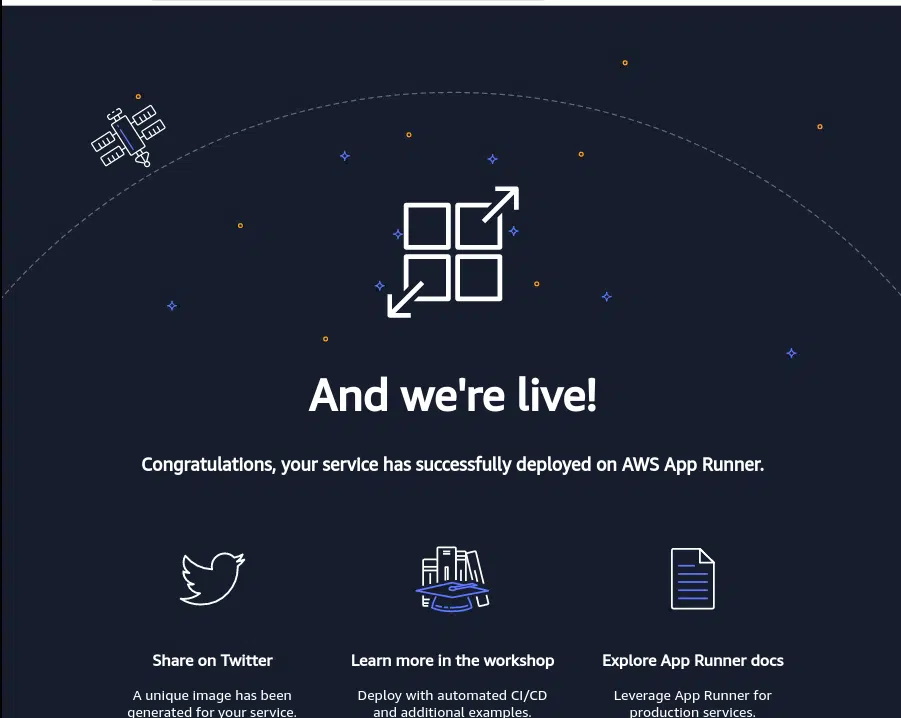 And we're live!
Congratulations, your service has successfully deployed on AWS App Runner.
Share on Twitter
A unique image has been
generated for your service.
Learn more in the workshop
Deploy with automated CI/CD
and additional examples.
Explore App Runner docs
Leverage App Runner for
production services.